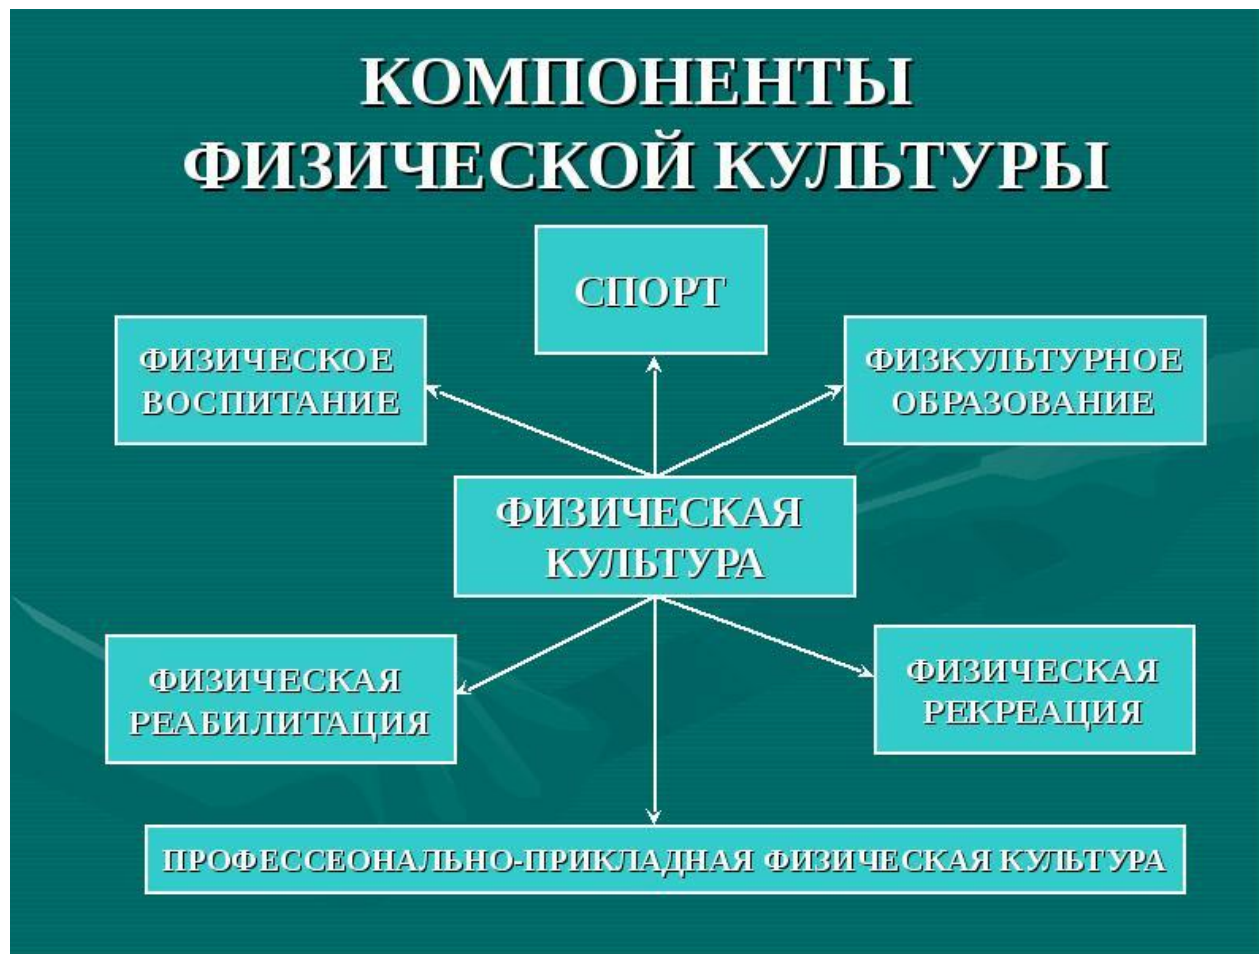 КОМПОНЕНТЫ
ФИЗИЧЕСКОЙ КУЛЬТУРЫ
СПОРТ
ФИЗИЧЕСКОЕ
ВОСПИТАНИЕ
ФИЗКУЛЬТУРНОЕ
ОБРАЗОВАНИЕ
ФИЗИЧЕСКАЯ
КУЛЬТУРА
ФИЗИЧЕСКАЯ
РЕАБИЛИТАЦИЯ
ФИЗИЧЕСКАЯ
РЕКРЕАЦИЯ
ПРОФЕССЕОНАЛЬНО-ПРИКЛАДНАЯ ФИЗИЧЕСКАЯ КУЛЬТУРА